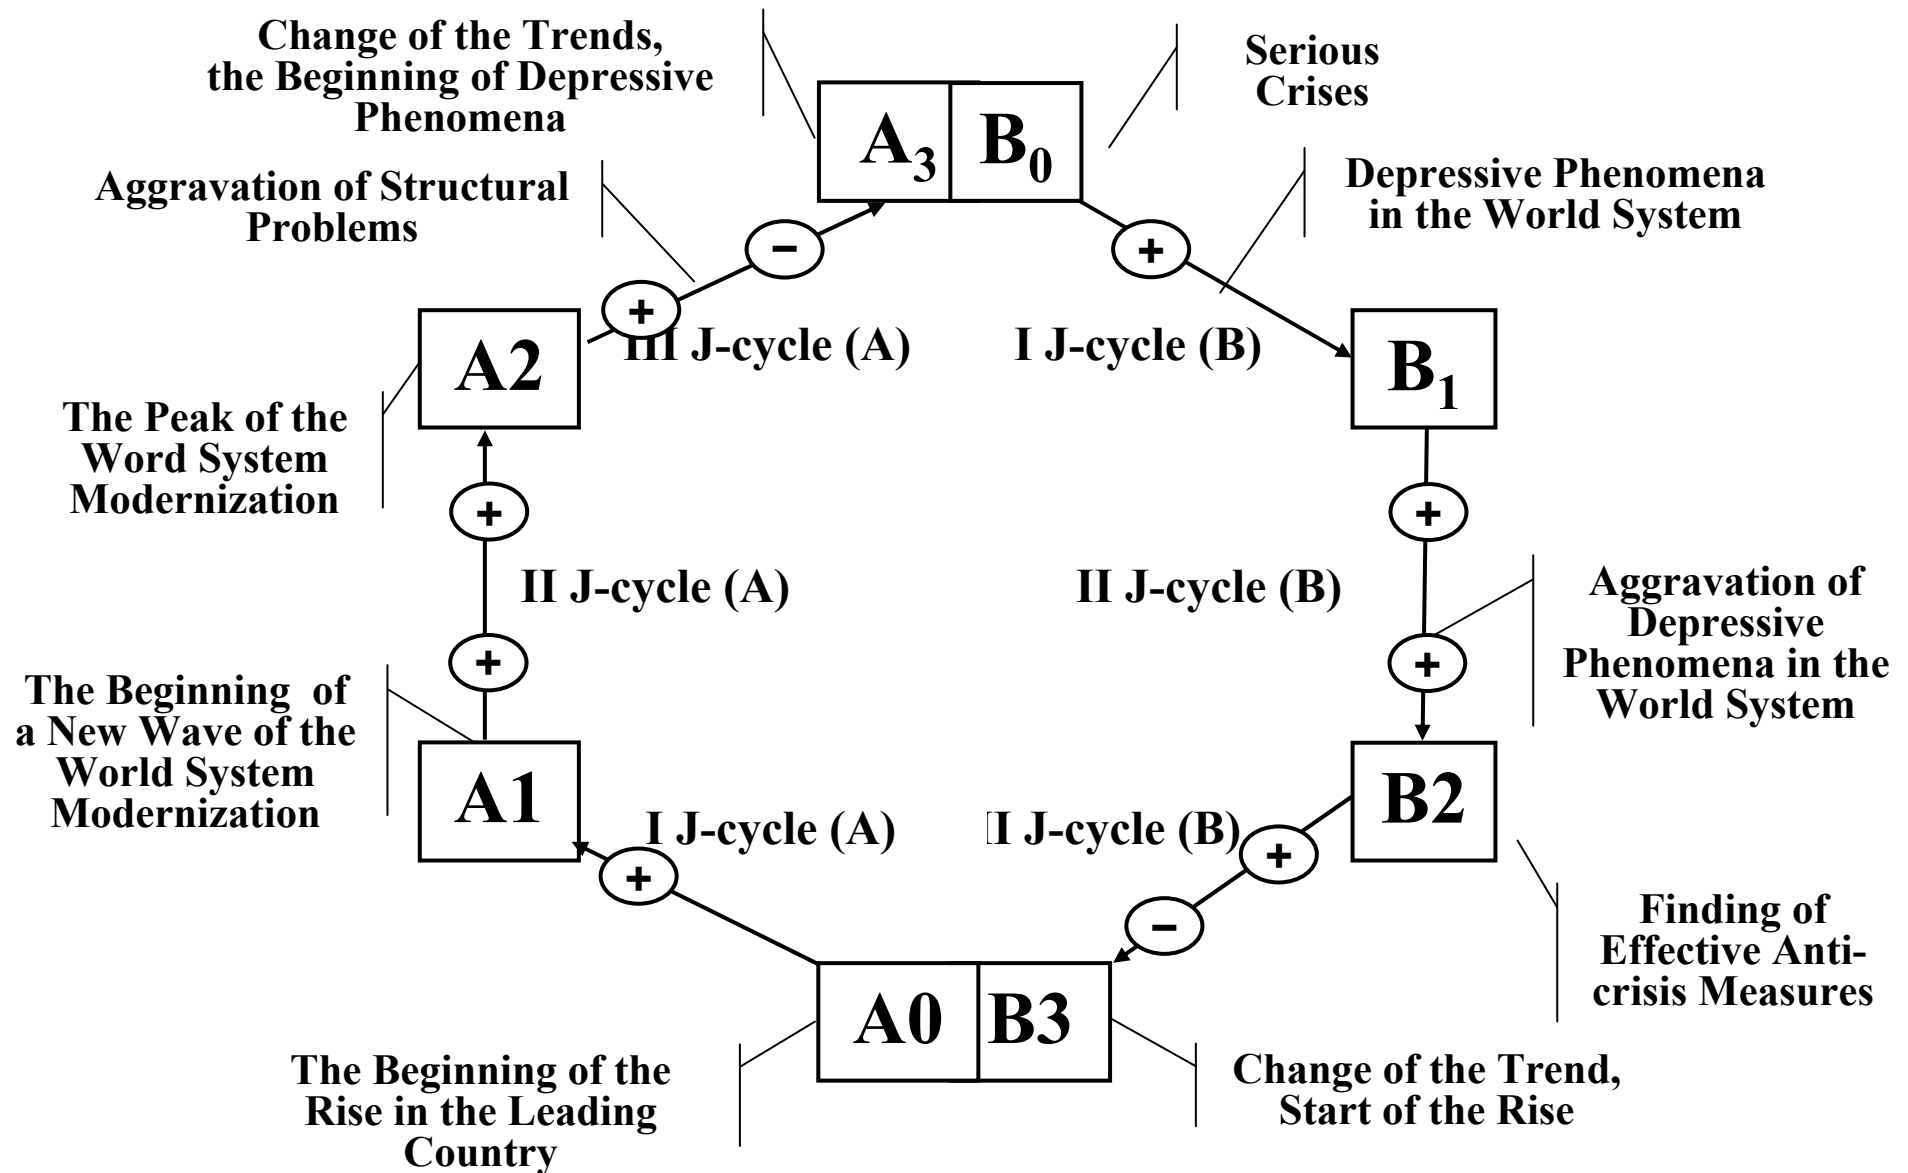 Change of the Trends,
the Beginning of Depressive
Phenomena
Serious
Crises
A3
B0
Aggravation of Structural
Problems
Depressive Phenomena
in the World System
−
+
+
III J-cycle (A)
I J-cycle (B)
A2
B1
The Peak of the
Word System
Modernization
+
+
II J-cycle (A)
II J-cycle (B)
Aggravation of
Depressive
Phenomena in the
World System
+
+
The Beginning of
a New Wave of the
World System
Modernization
A1
B2
I J-cycle (A)
II J-cycle (B)
+
+
−
Finding of
Effective Anti-
crisis Measures
A0
B3
The Beginning of the
Rise in the Leading
Country
Change of the Trend,
Start of the Rise